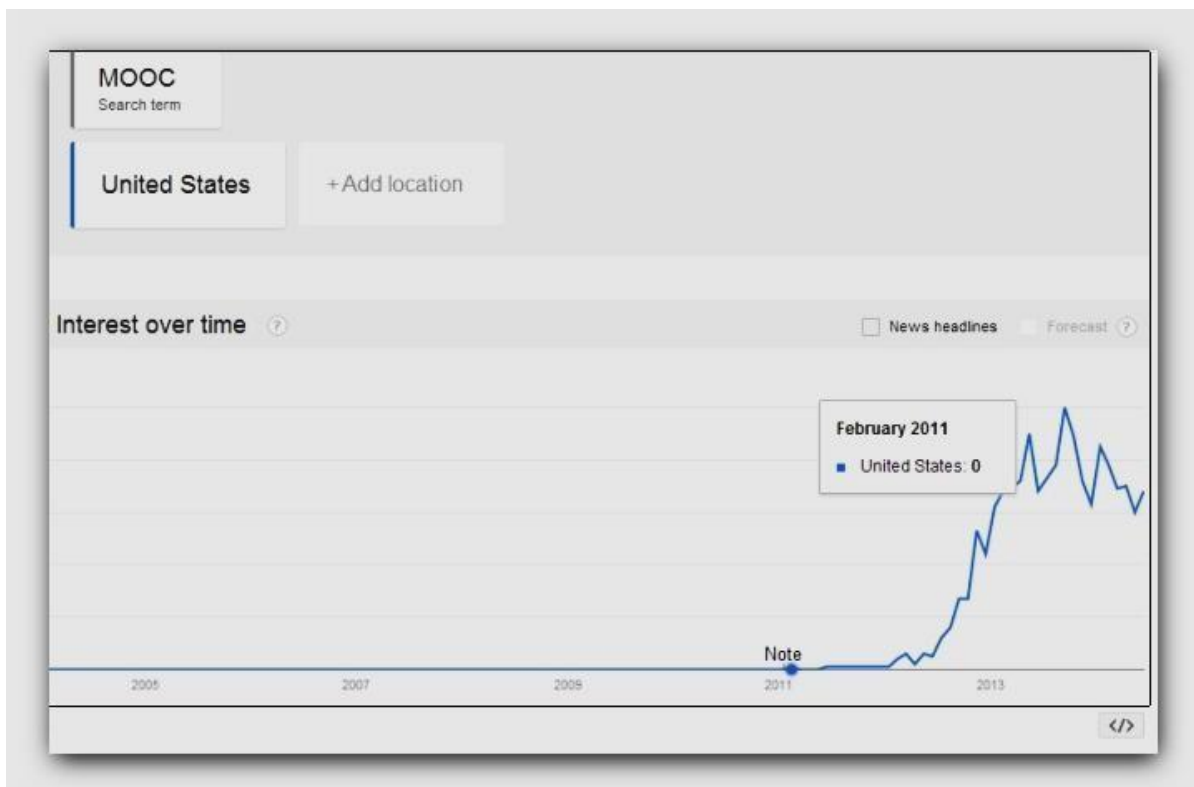 MOOC
Search term
United States
+Add location
Interest over time ?
News headlines
Forecast ?
February 2011
United States: 0
Note
2005 2007 2009 2011 2013
</>